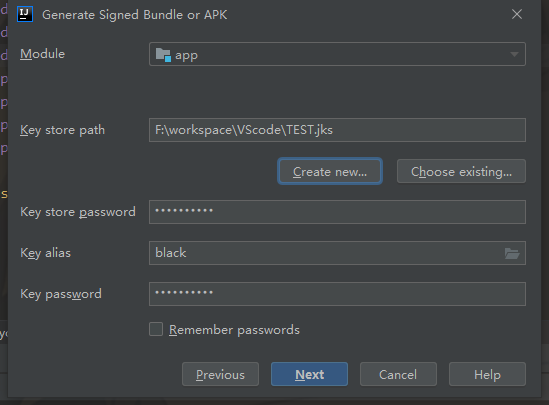 IJ Generate Signed Bundle or APK
Module app
Key store path F:\workspace\VScode\TEST.jks
Create new... Choose existing...
Key store password ••••••••••
Key alias black
Key password ••••••••••
Remember passwords
Previous Next Cancel Help